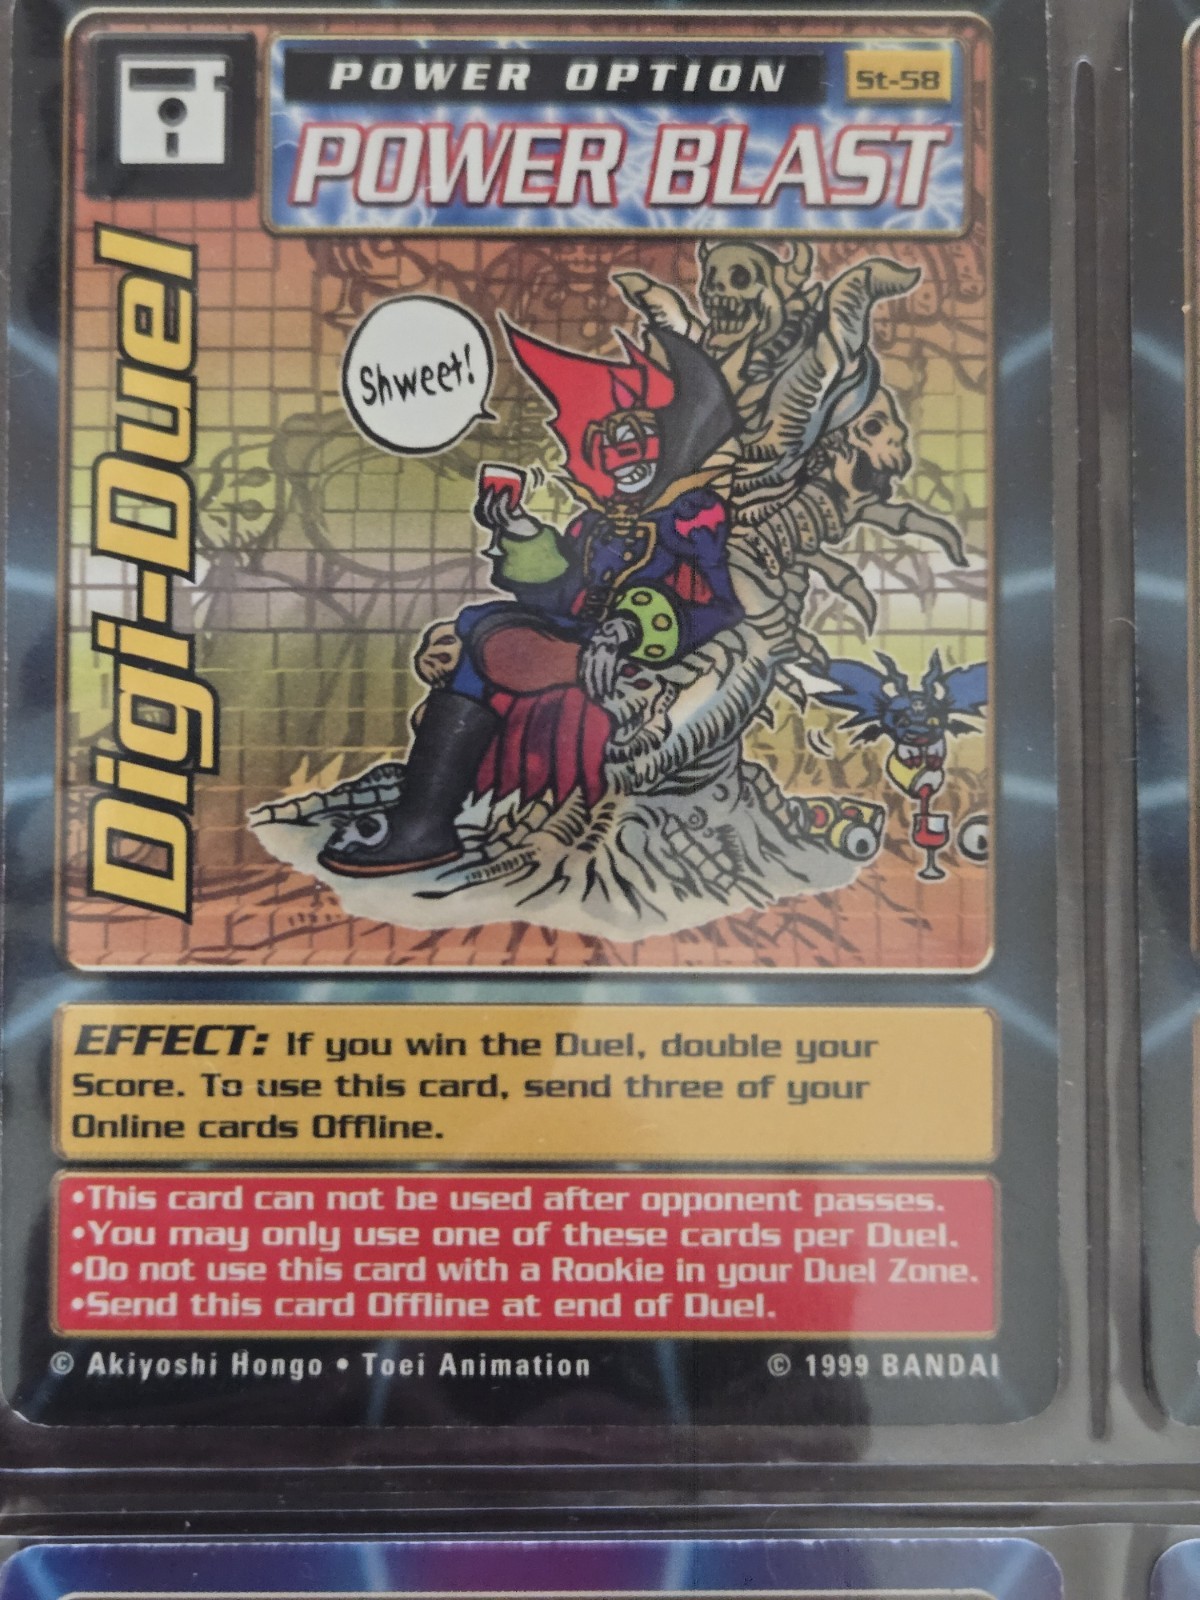 POWER OPTION
St-58
POWER BLAST
Digi-Duel
Shweet!
EFFECT: If you win the Duel, double your
Score. To use this card, send three of your
Online cards Offline.
•This card can not be used after opponent passes.
•You may only use one of these cards per Duel.
•Do not use this card with a Rookie in your Duel Zone.
•Send this card Offline at end of Duel.
© Akiyoshi Hongo • Toei Animation
© 1999 BANDAI